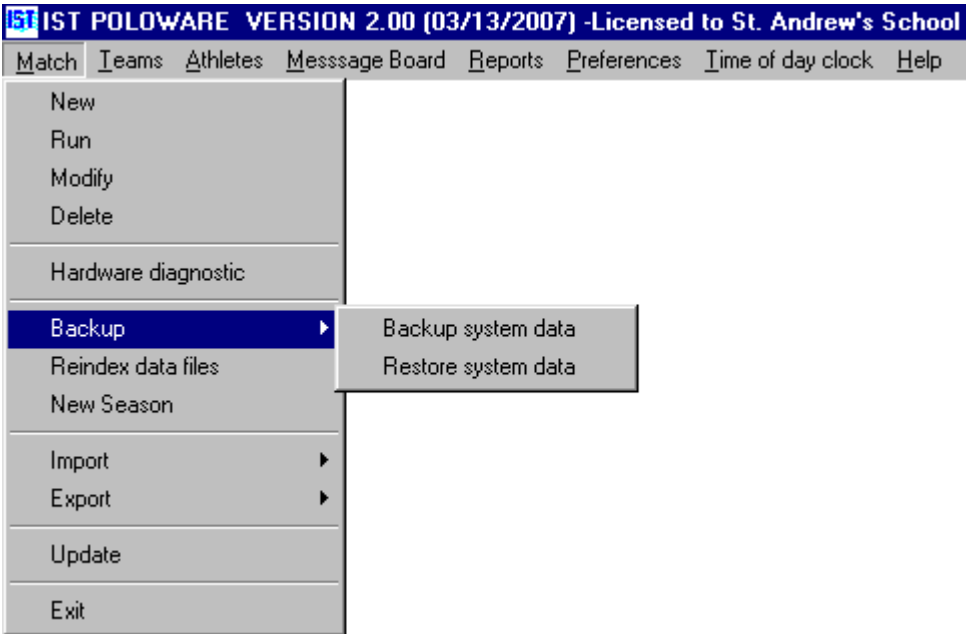 IST IST POLOWARE VERSION 2.00 (03/13/2007) -Licensed to St. Andrew's School
Match Teams Athletes Messsage Board Reports Preferences Time of day clock Help
New
Run
Modify
Delete
Hardware diagnostic
Backup Backup system data
Reindex data files Restore system data
New Season
Import
Export
Update
Exit